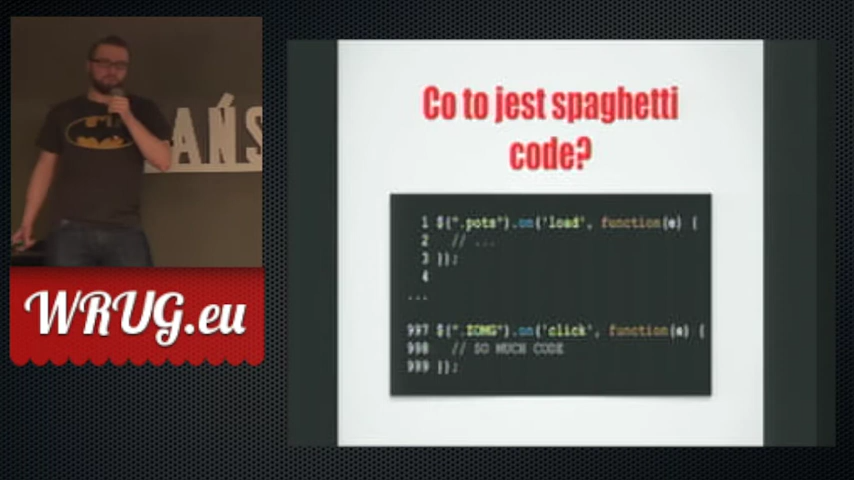 AŃS
WRUG.eu
Co to jest spaghetti
code?
1 $(".pots").on('load', function(e) {
2 // ...
3 });
4
...
997 $(".ZOMG").on('click', function(e) {
998 // SO MUCH CODE
999 });